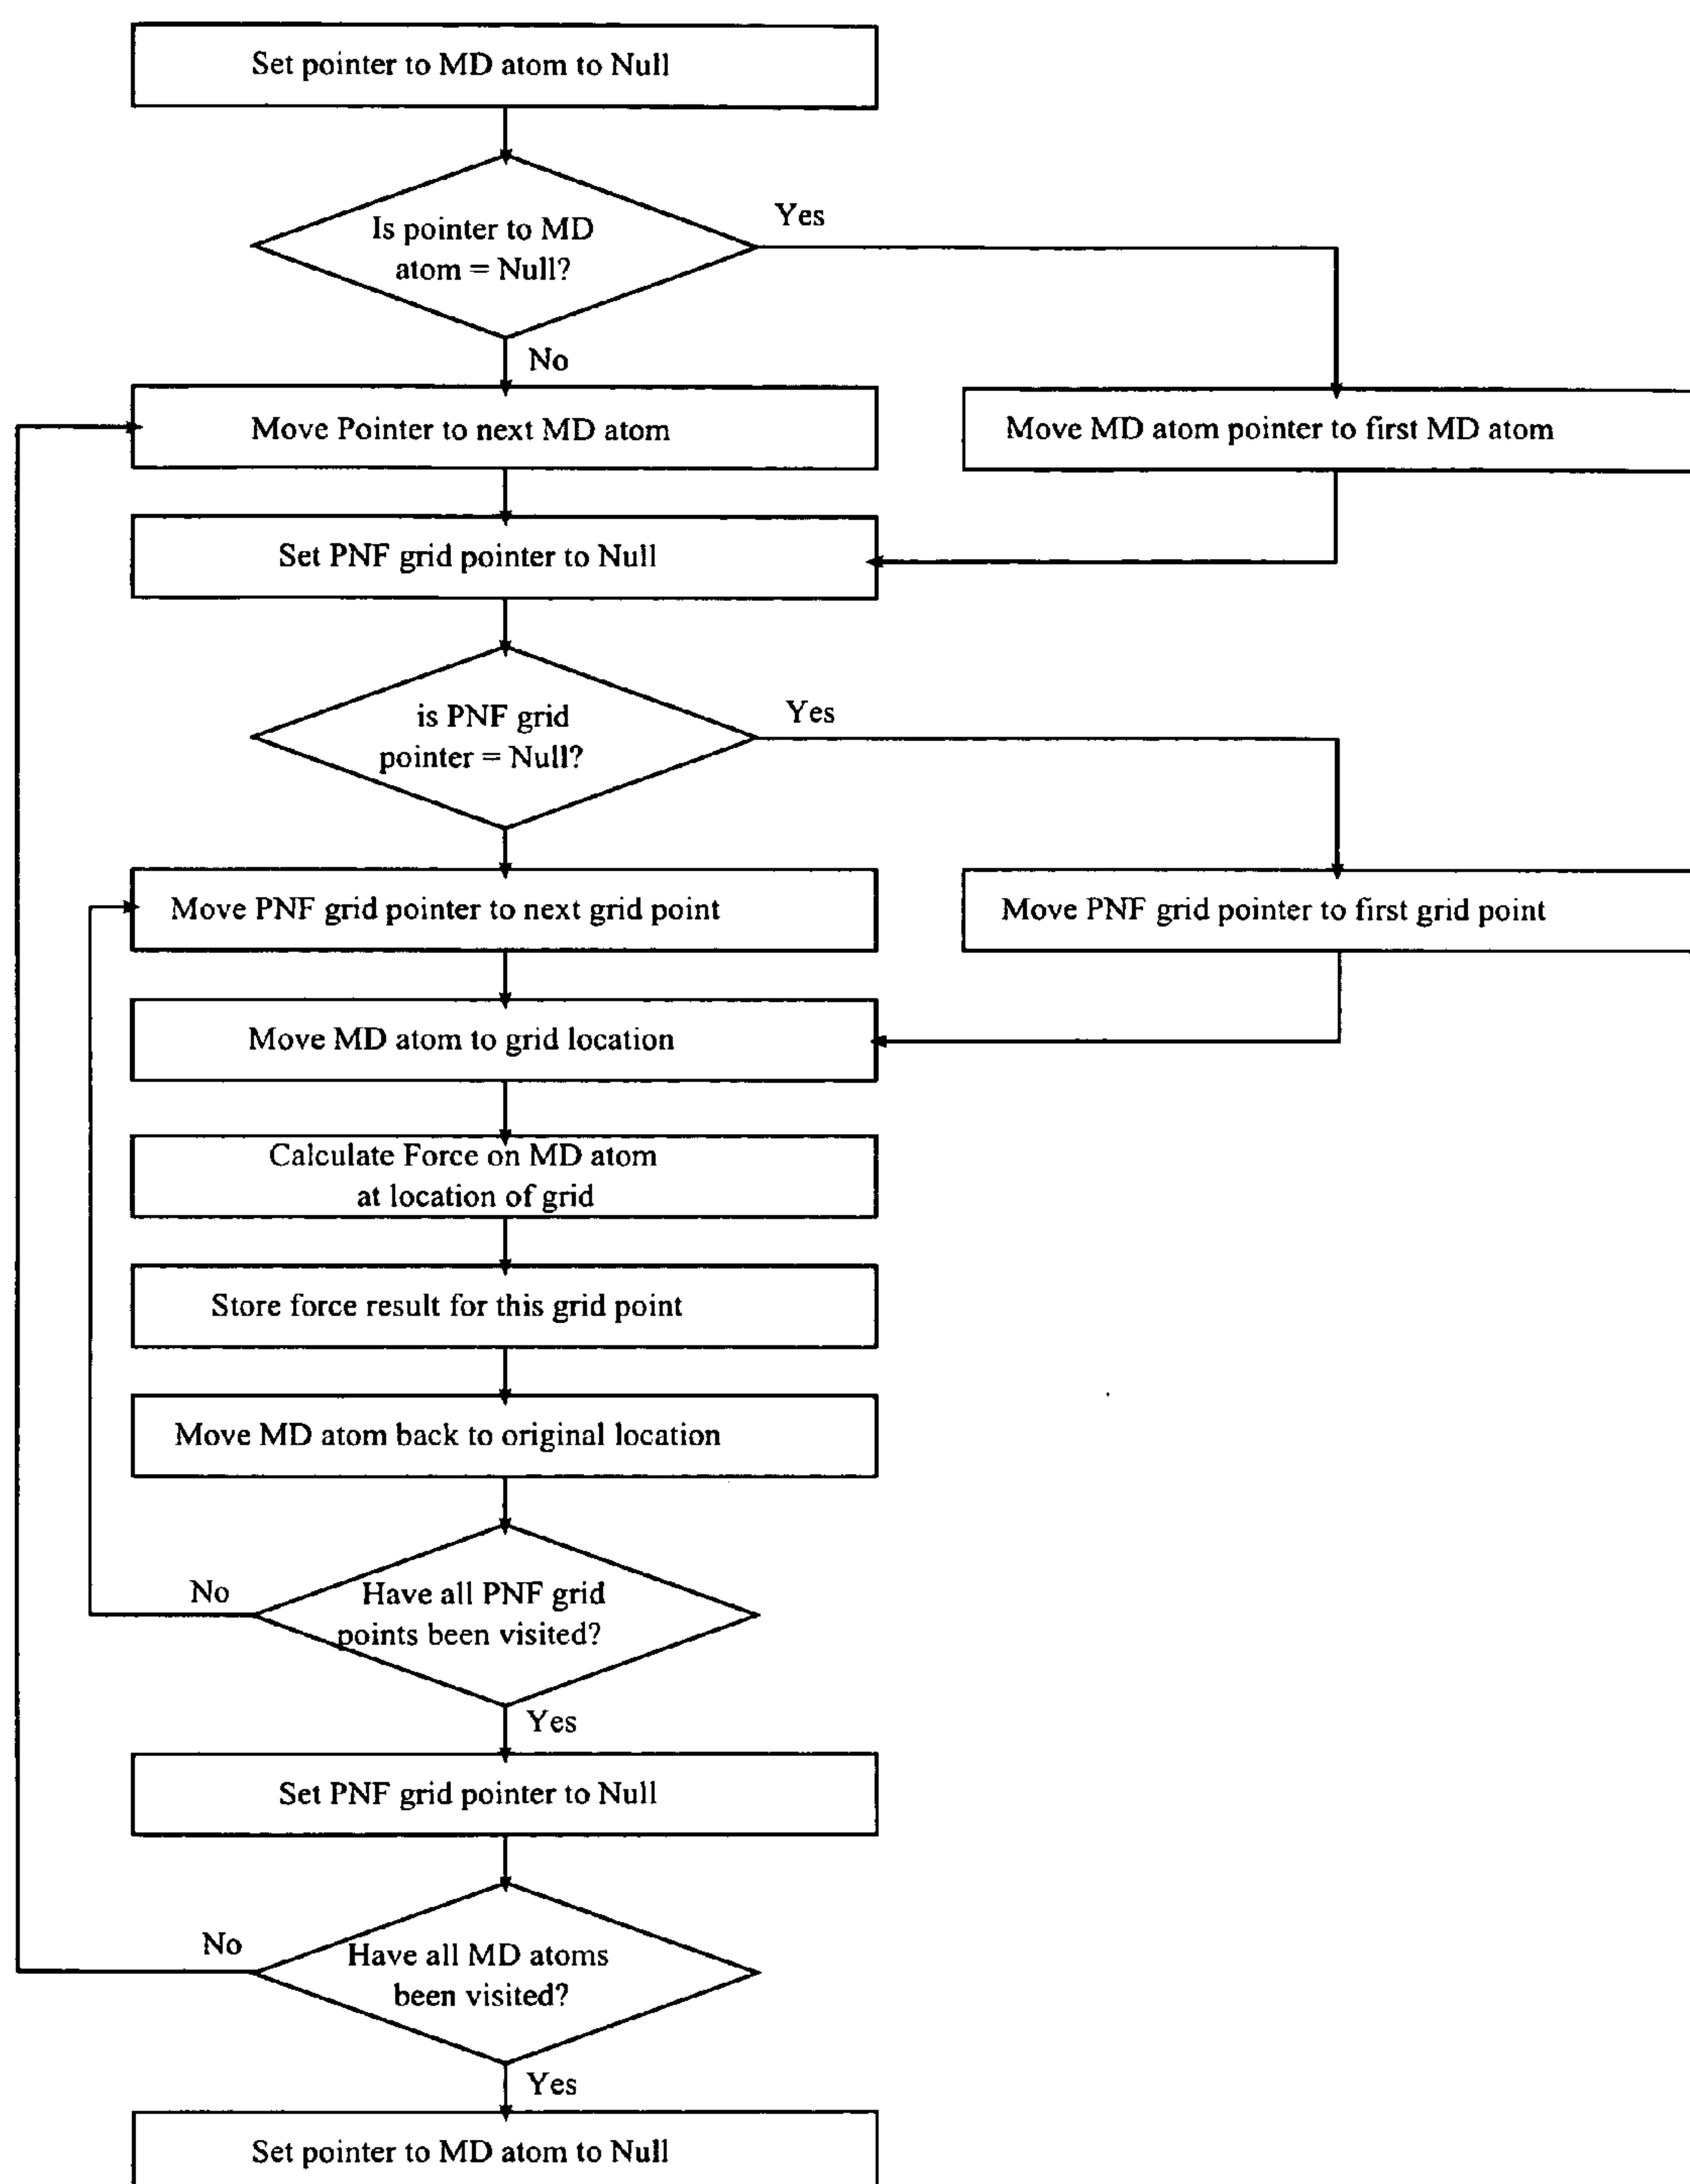 Set pointer to MD atom to Null
Is pointer to MD
atom = Null?
Yes
No
Move Pointer to next MD atom
Move MD atom pointer to first MD atom
Set PNF grid pointer to Null
is PNF grid
pointer = Null?
Yes
Move PNF grid pointer to next grid point
Move PNF grid pointer to first grid point
Move MD atom to grid location
Calculate Force on MD atom
at location of grid
Store force result for this grid point
Move MD atom back to original location
Have all PNF grid
points been visited?
No
Yes
Set PNF grid pointer to Null
Have all MD atoms
been visited?
No
Yes
Set pointer to MD atom to Null